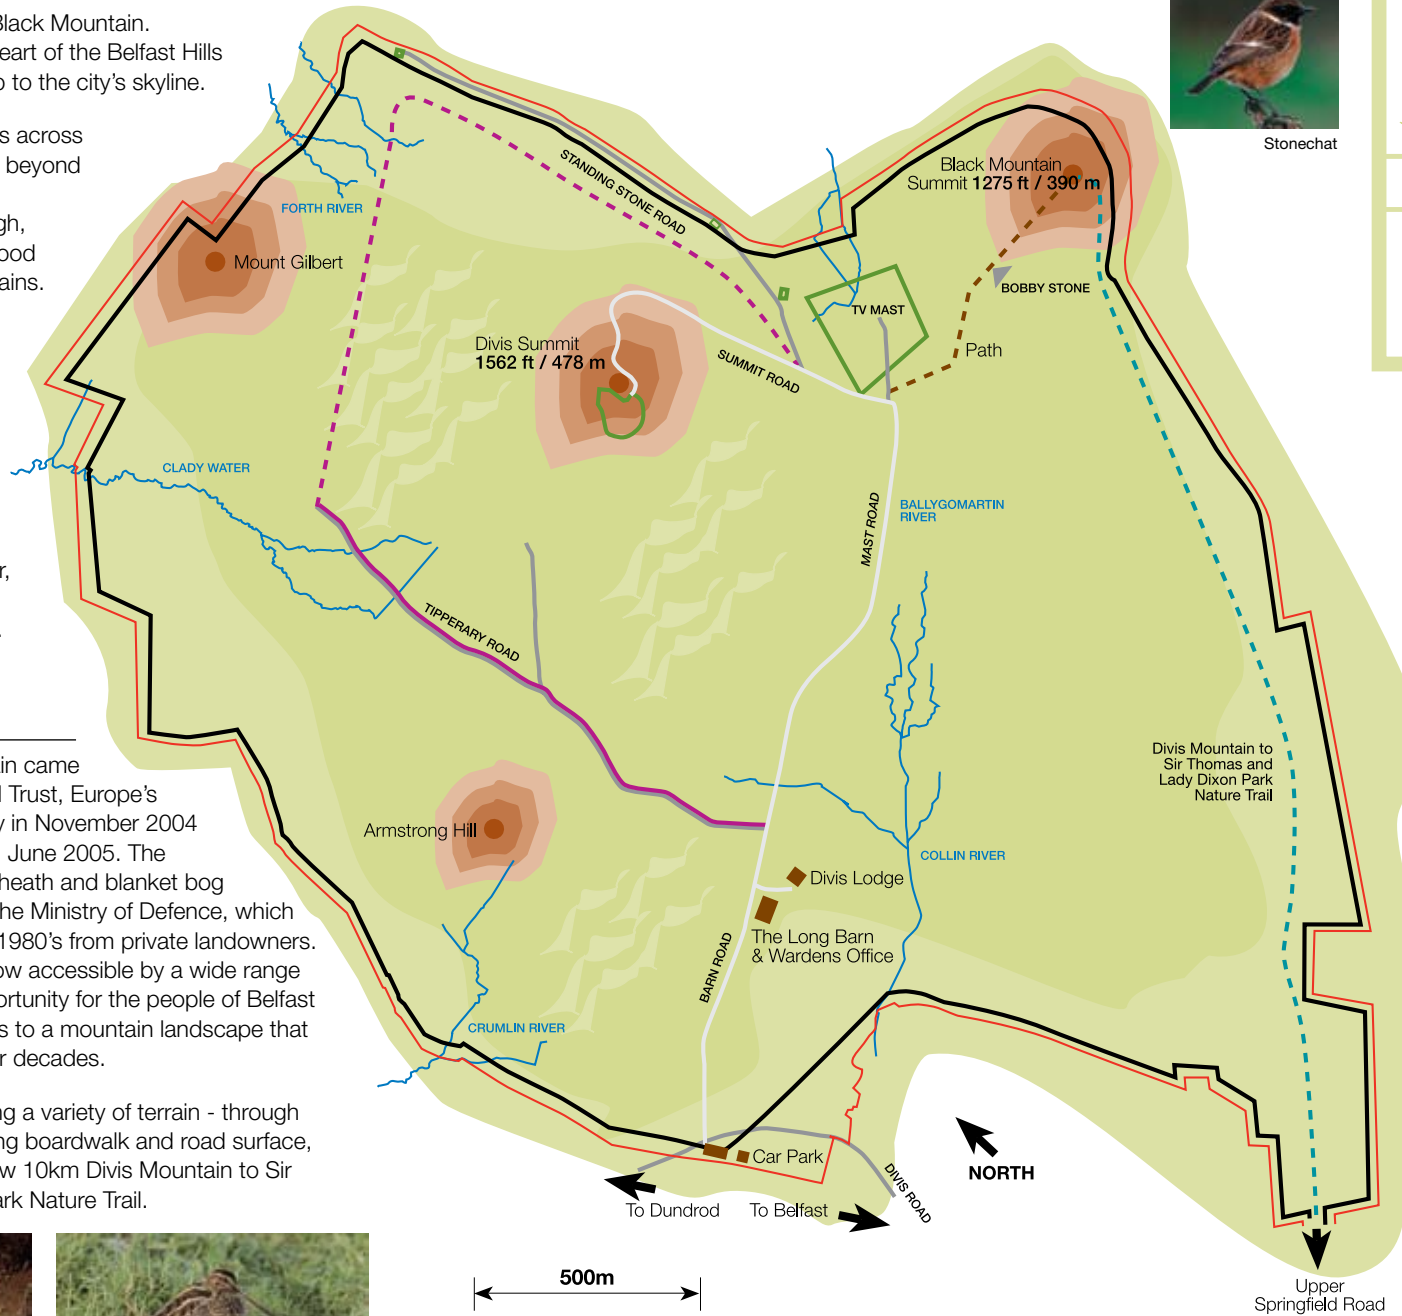 Black Mountain.
eart of the Belfast Hills
to the city's skyline.
s across
beyond
gh,
ood
ains.
r,
in came
l Trust, Europe's
y in November 2004
June 2005. The
heath and blanket bog
he Ministry of Defence, which
1980's from private landowners.
ow accessible by a wide range
ortunity for the people of Belfast
s to a mountain landscape that
r decades.
ng a variety of terrain - through
ng boardwalk and road surface,
w 10km Divis Mountain to Sir
ark Nature Trail.
Stonechat
STANDING STONE ROAD
Black Mountain
Summit 1275 ft / 390 m
FORTH RIVER
Mount Gilbert
BOBBY STONE
TV MAST
Divis Summit
1562 ft / 478 m
SUMMIT ROAD
Path
CLADY WATER
BALLYGOMARTIN
RIVER
MAST ROAD
TIPPERARY ROAD
Divis Mountain to
Sir Thomas and
Lady Dixon Park
Nature Trail
Armstrong Hill
COLLIN RIVER
Divis Lodge
The Long Barn
& Wardens Office
BARN ROAD
CRUMLIN RIVER
Car Park
DIVIS ROAD
NORTH
To Dundrod
To Belfast
500m
Upper
Springfield Road